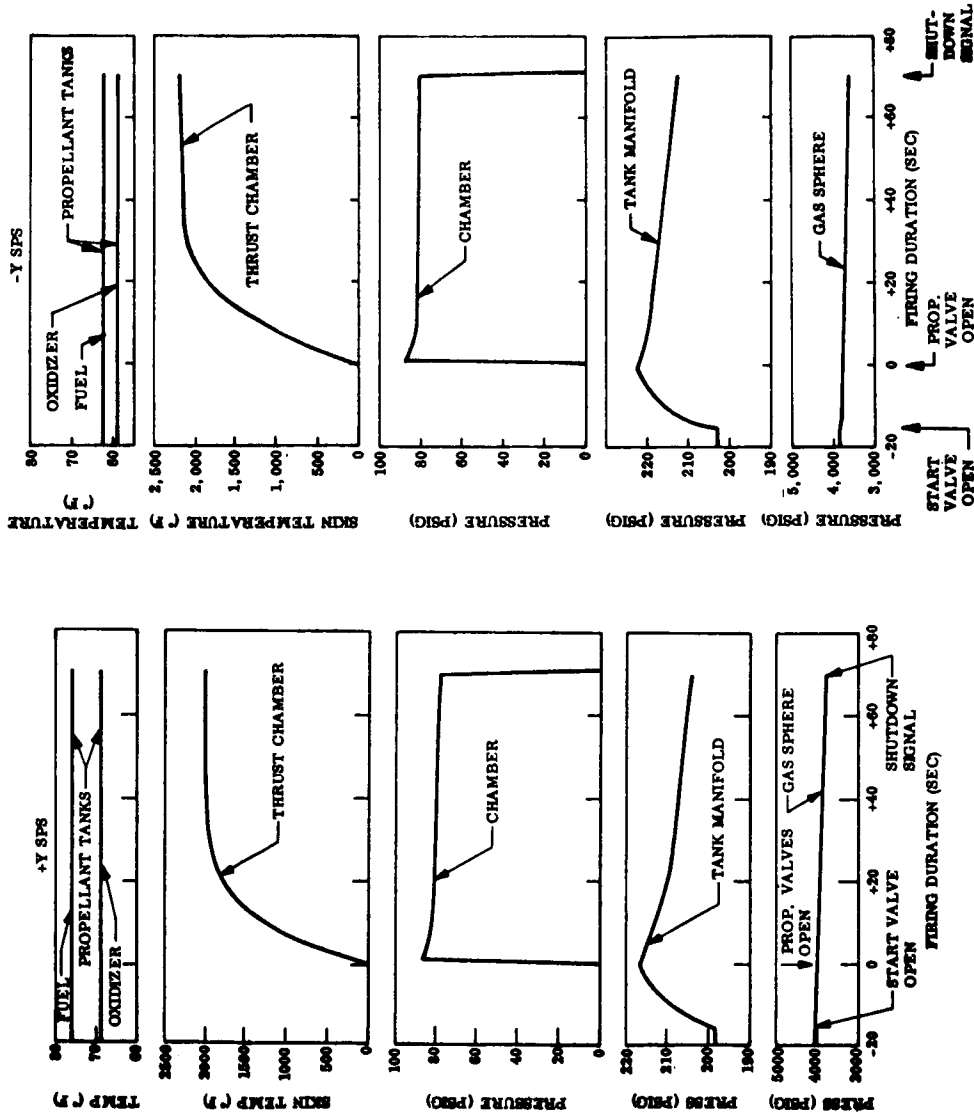 +Y SPS
TEMP (°F)
80
70
60
FUEL
PROPELLANT TANKS
OXIDIZER
SKIN TEMP (°F)
2500
2000
1500
1000
500
0
THRUST CHAMBER
PRESSURE (PSIG)
100
80
60
40
20
0
CHAMBER
PRESS (PSIG)
220
210
200
190
TANK MANIFOLD
PRESS (PSIG)
5000
4000
3000
PROP. VALVES
OPEN
GAS SPHERE
-20
0
+20
+40
+60
+80
START VALVE
OPEN
SHUTDOWN
SIGNAL
FIRING DURATION (SEC)
-Y SPS
TEMPERATURE
(°F)
80
70
60
OXIDIZER
FUEL
PROPELLANT TANKS
SKIN TEMPERATURE (°F)
2,500
2,000
1,500
1,000
500
0
THRUST CHAMBER
PRESSURE (PSIG)
100
80
60
40
20
0
CHAMBER
PRESSURE (PSIG)
220
203
190
TANK MANIFOLD
PRESSURE (PSIG)
5,000
4,000
3,000
GAS SPHERE
-20
0
+20
+40
+60
+80
FIRING DURATION (SEC)
START
VALVE
OPEN
PROP.
VALVE
OPEN
SHUT-
DOWN
SIGNAL